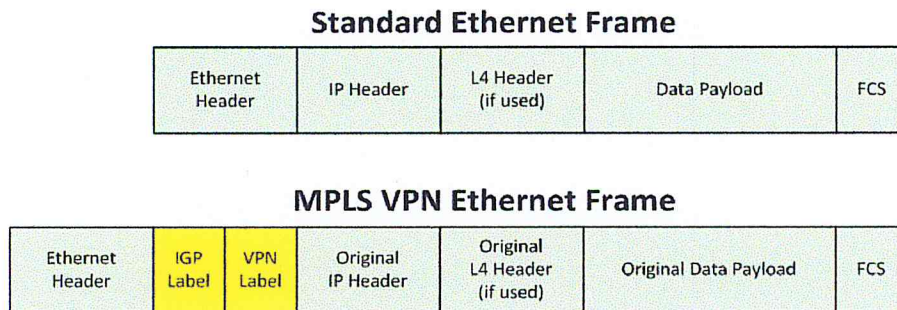 Standard Ethernet Frame
Ethernet
Header
IP Header
L4 Header
(if used)
Data Payload
FCS
MPLS VPN Ethernet Frame
Ethernet
Header
IGP
Label
VPN
Label
Original
IP Header
Original
L4 Header
(if used)
Original Data Payload
FCS